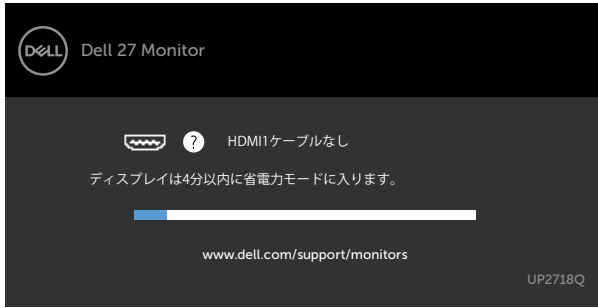 DELL
Dell 27 Monitor
? HDMI1ケーブルなし
ディスプレイは4分以内に省電力モードに入ります。
www.dell.com/support/monitors
UP2718Q